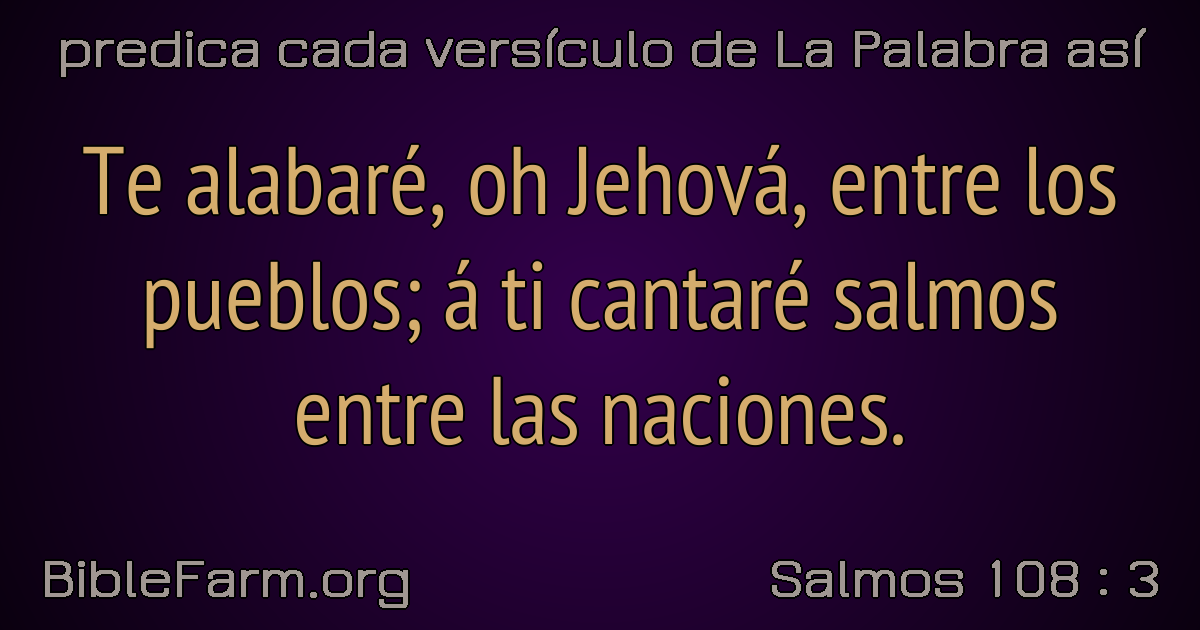 predica cada versículo de La Palabra así
Te alabaré, oh Jehová, entre los
pueblos; á ti cantaré salmos
entre las naciones.
BibleFarm.org
Salmos 108 : 3